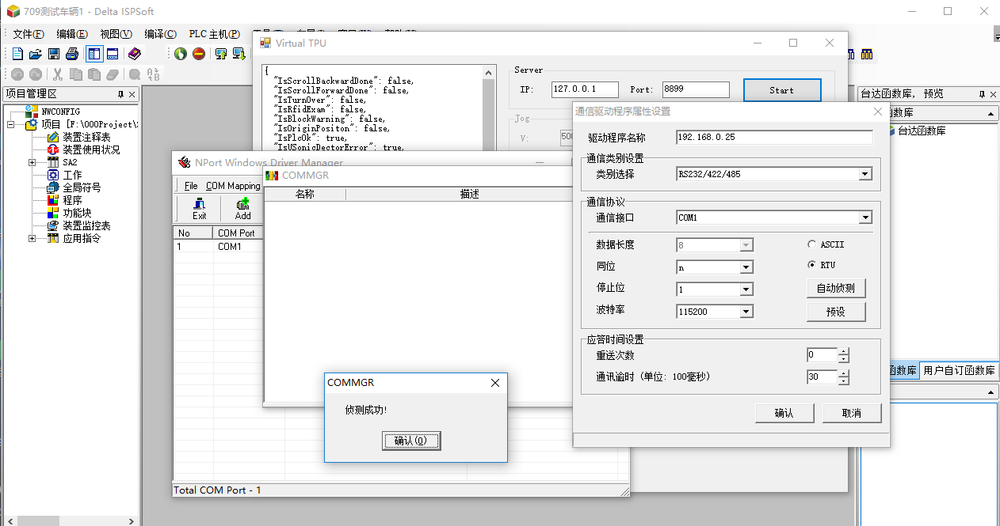 709测试车辆1 - Delta ISPSoft
文件(F) 编辑(E) 视图(V) 编译(C) PLC 主机(P)
项目管理区
NWCONFIG
项目 [F:\000Project\
装置注释表
装置使用状况
SA2
工作
全局符号
程序
功能块
装置监控表
应用指令
Virtual TPU
{
"IsScrollBackwardDone": false,
"IsScrollForwardDone": false,
"IsTurnOver": false,
"IsRfidExam": false,
"IsBlockWarning": false,
"IsOriginPositon": false,
"IsPlcOk": true,
"IsUSonicDectorError": true,
Server
IP: 127.0.0.1 Port: 8899 Start
Jog
V: 500
NPort Windows Driver Manager
File COM Mapping
Exit Add
No COM Port
1 COM1
Total COM Port - 1
COMMGR
名称 描述
COMMGR
侦测成功!
确认(O)
通信驱动程序属性设置
驱动程序名称 192.168.0.25
通信类别设置
类别选择 RS232/422/485
通信协议
通信接口 COM1
数据长度 8 ASCII
同位 n RTU
停止位 1 自动侦测
波特率 115200 预设
应答时间设置
重送次数 0
通讯逾时（单位: 100毫秒） 30
确认 取消
台达函数库, 预览
函数库
台达函数库
函数库 用户自订函数库